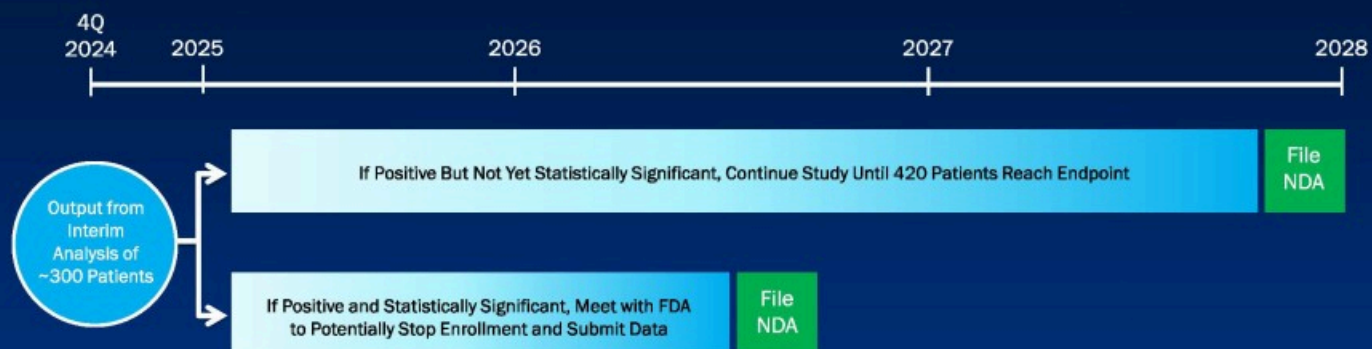 4Q
2024
2025
2026
2027
2028
Output from
Interim
Analysis of
~300 Patients
If Positive But Not Yet Statistically Significant, Continue Study Until 420 Patients Reach Endpoint
File
NDA
If Positive and Statistically Significant, Meet with FDA
to Potentially Stop Enrollment and Submit Data
File
NDA